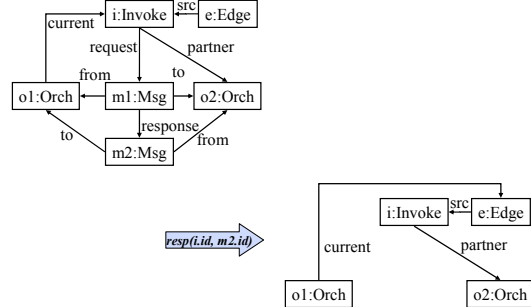 i:Invoke src e:Edge
current
request partner
from to
o1:Orch m1:Msg o2:Orch
response
to from
m2:Msg
resp(i.id, m2.id)
i:Invoke src e:Edge
current partner
o1:Orch o2:Orch